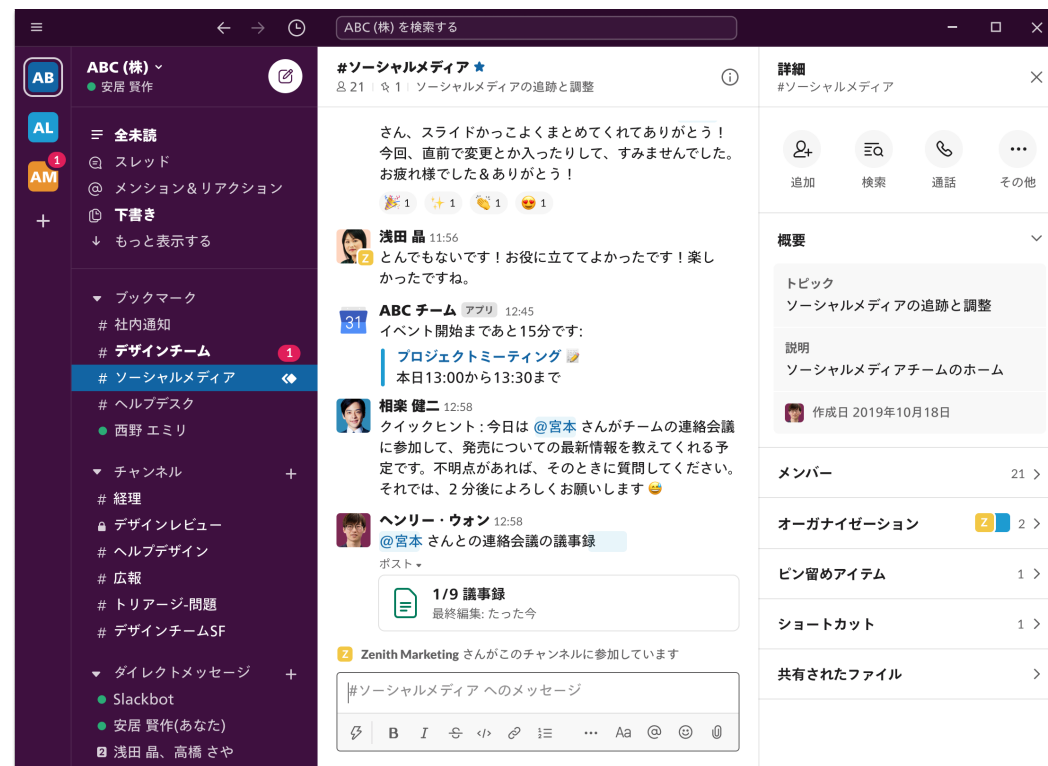 ABC (株) を検索する
AB
AL
AM
1
ABC (株)
安居 賢作
全未読
スレッド
メンション＆リアクション
下書き
もっと表示する
ブックマーク
# 社内通知
# デザインチーム 1
# ソーシャルメディア
# ヘルプデスク
西野 エミリ
チャンネル
# 経理
デザインレビュー
# ヘルプデザイン
# 広報
# トリアージ-問題
# デザインチームSF
ダイレクトメッセージ
Slackbot
安居 賢作(あなた)
2 浅田 晶、高橋 さや
#ソーシャルメディア
21 | 1 | ソーシャルメディアの追跡と調整
さん、スライドかっこよくまとめてくれてありがとう！
今回、直前で変更とか入ったりして、すみませんでした。
お疲れ様でした＆ありがとう！
🎉 1 ✨ 1 👏 1 😍 1
浅田 晶 11:56
Z
とんでもないです！お役に立ててよかったです！楽し
かったですね。
31
ABC チーム アプリ 12:45
イベント開始まであと15分です:
プロジェクトミーティング 📝
本日13:00から13:30まで
相楽 健二 12:58
クイックヒント : 今日は @宮本 さんがチームの連絡会議
に参加して、発売についての最新情報を教えてくれる予
定です。不明点があれば、そのときに質問してください。
それでは、2 分後によろしくお願いします 😅
ヘンリー・ウォン 12:58
@宮本 さんとの連絡会議の議事録
ポスト
1/9 議事録
最終編集: たった今
Z Zenith Marketing さんがこのチャンネルに参加しています
#ソーシャルメディア へのメッセージ
B I S </> ··· Aa @
詳細
#ソーシャルメディア
追加
検索
通話
その他
概要
トピック
ソーシャルメディアの追跡と調整
説明
ソーシャルメディアチームのホーム
作成日 2019年10月18日
メンバー 21
オーガナイゼーション Z 2
ピン留めアイテム 1
ショートカット 1
共有されたファイル